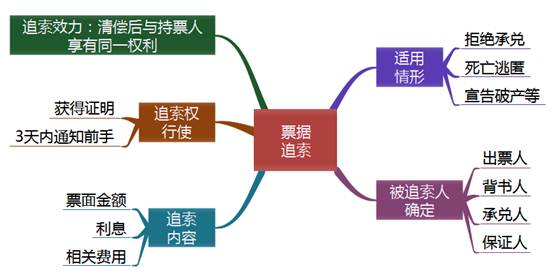 追索效力：清偿后与持票人
享有同一权利
获得证明
3天内通知前手
追索权
行使
票面金额
利息
相关费用
追索
内容
票据
追索
适用
情形
拒绝承兑
死亡逃匿
宣告破产等
被追索人
确定
出票人
背书人
承兑人
保证人